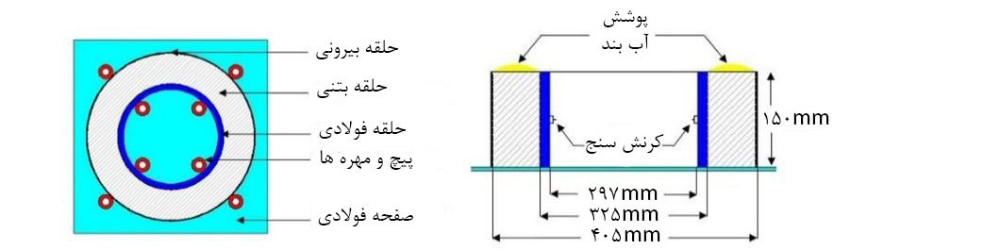 حلقه بیرونی
حلقه بتنی
حلقه فولادی
پیچ و مهره ها
صفحه فولادی
پوشش
آب بند
۱۵۰mm
کرنش سنج
۲۹۷mm
۳۲۵mm
۴۰۵mm